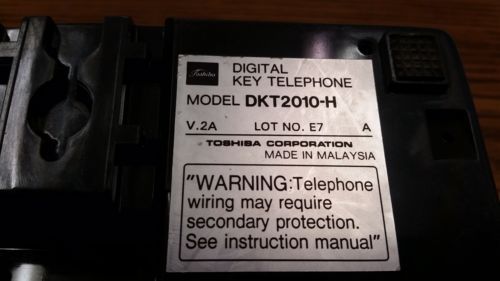 Toshiba
DIGITAL
KEY TELEPHONE
MODEL DKT2010-H
V.2A LOT NO. E7 A
TOSHIBA CORPORATION
MADE IN MALAYSIA
"WARNING:Telephone
wiring may require
secondary protection.
See instruction manual"